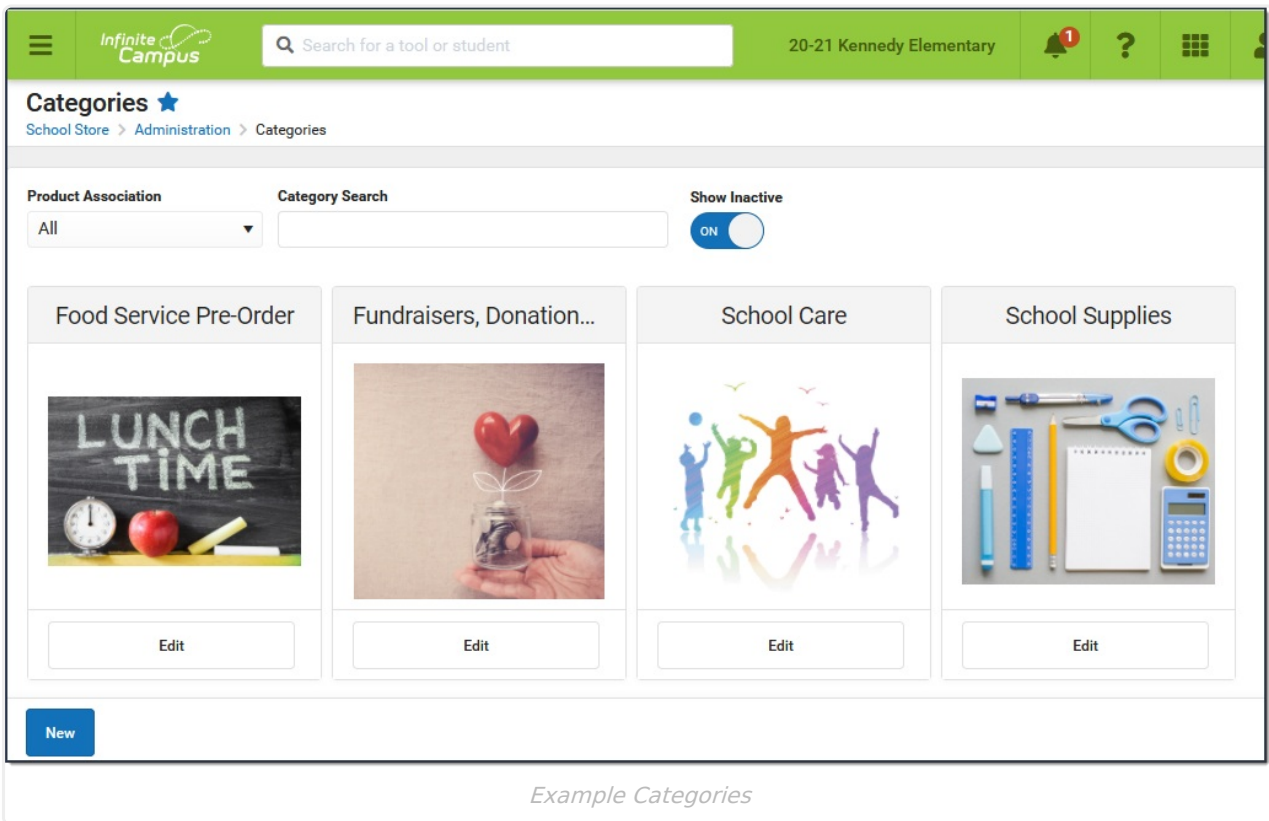 Infinite Campus
Search for a tool or student
20-21 Kennedy Elementary
1
?
Categories
School Store > Administration > Categories
Product Association
Category Search
Show Inactive
All
ON
Food Service Pre-Order
Fundraisers, Donation...
School Care
School Supplies
LUNCH
TiME
Edit
Edit
Edit
Edit
New
Example Categories